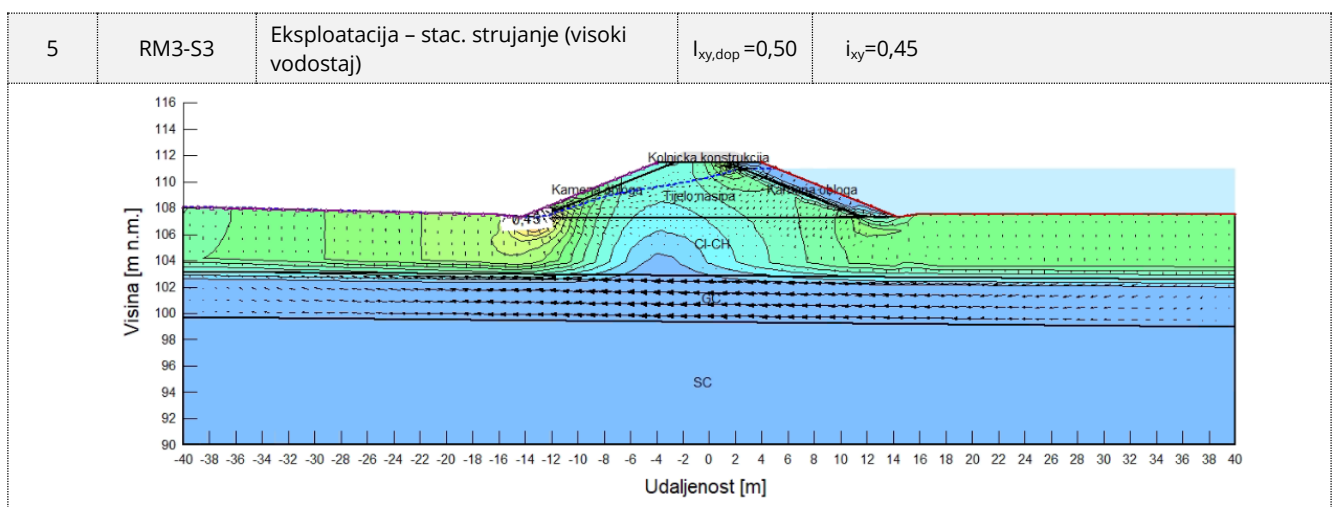 5 RM3-S3 Eksploatacija – stac. strujanje (visoki vodostaj) Ixy,dop =0,50 ixy=0,45
116
114
112
110
108
106
104
102
100
98
96
94
92
90
Visina [m n.m.]
Kolnicka konstrukcija
Kamena obloga
Tijelo nasipa
Kamena obloga
0,45
CI-CH
GC
SC
-40 -38 -36 -34 -32 -30 -28 -26 -24 -22 -20 -18 -16 -14 -12 -10 -8 -6 -4 -2 0 2 4 6 8 10 12 14 16 18 20 22 24 26 28 30 32 34 36 38 40
Udaljenost [m]